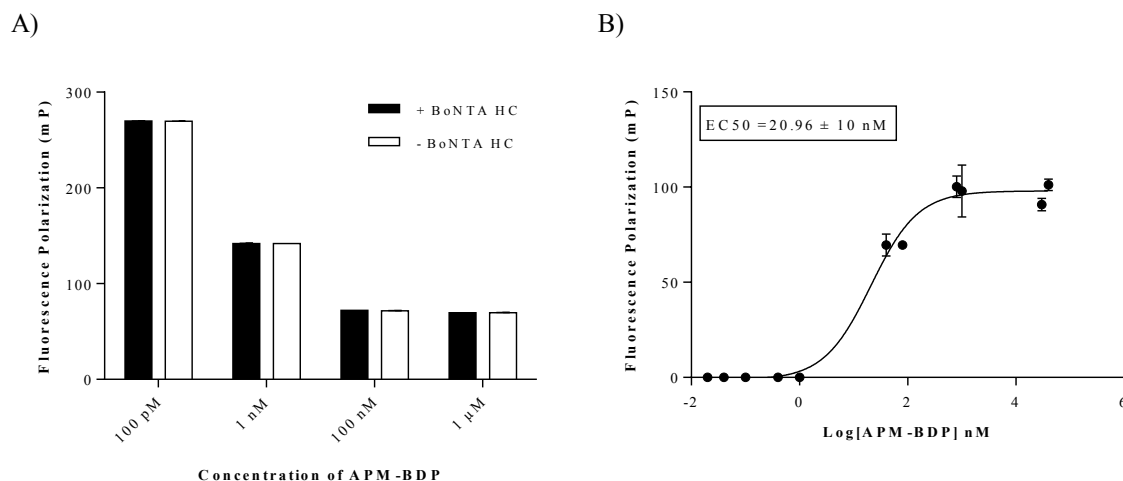 A)
B)
Fluorescence Polarization (mP)
300
200
100
0
+ BoNTA HC
- BoNTA HC
100 pM
1 nM
100 nM
1 µM
Concentration of APM-BDP
Fluorescence Polarization (mP)
150
100
50
0
EC50 =20.96 ± 10 nM
-2
0
2
4
6
Log[APM-BDP] nM